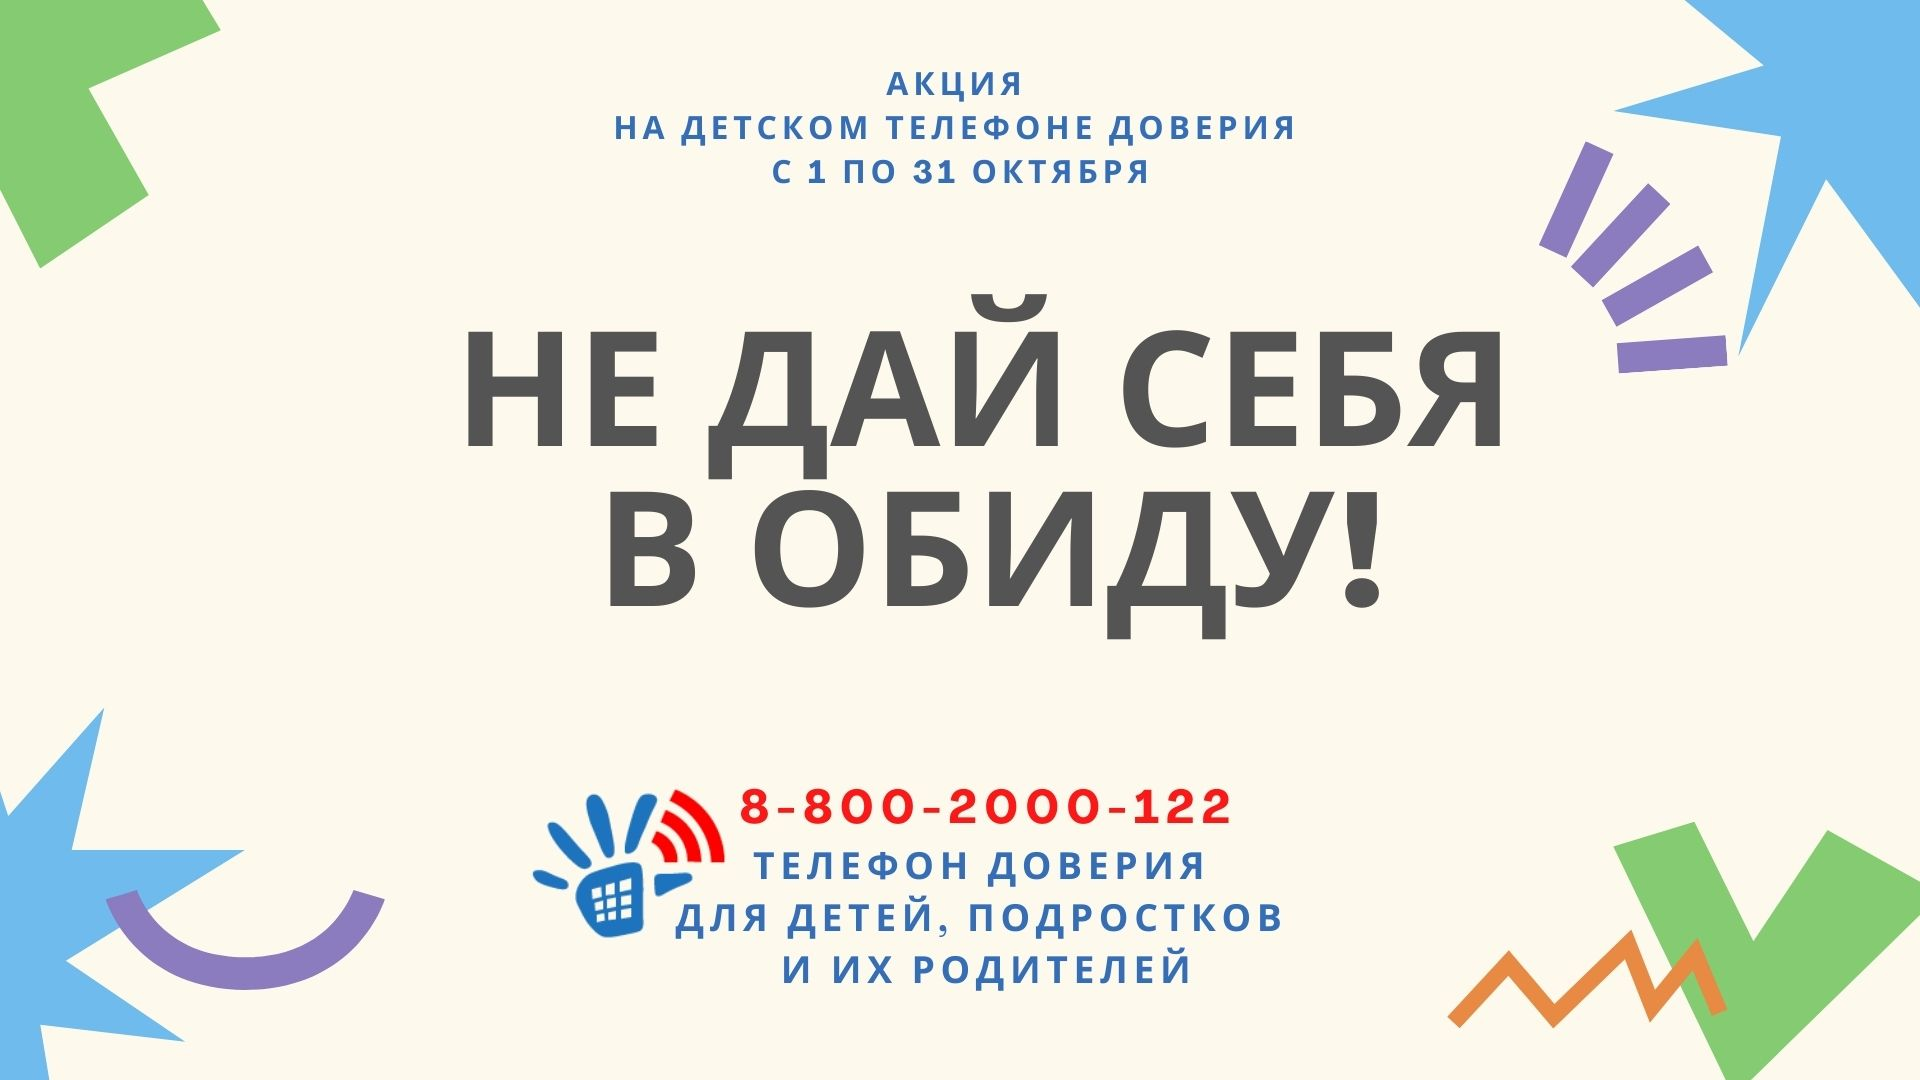 АКЦИЯ
НА ДЕТСКОМ ТЕЛЕФОНЕ ДОВЕРИЯ
С 1 ПО 31 ОКТЯБРЯ
НЕ ДАЙ СЕБЯ
В ОБИДУ!
8-800-2000-122
ТЕЛЕФОН ДОВЕРИЯ
ДЛЯ ДЕТЕЙ, ПОДРОСТКОВ
И ИХ РОДИТЕЛЕЙ